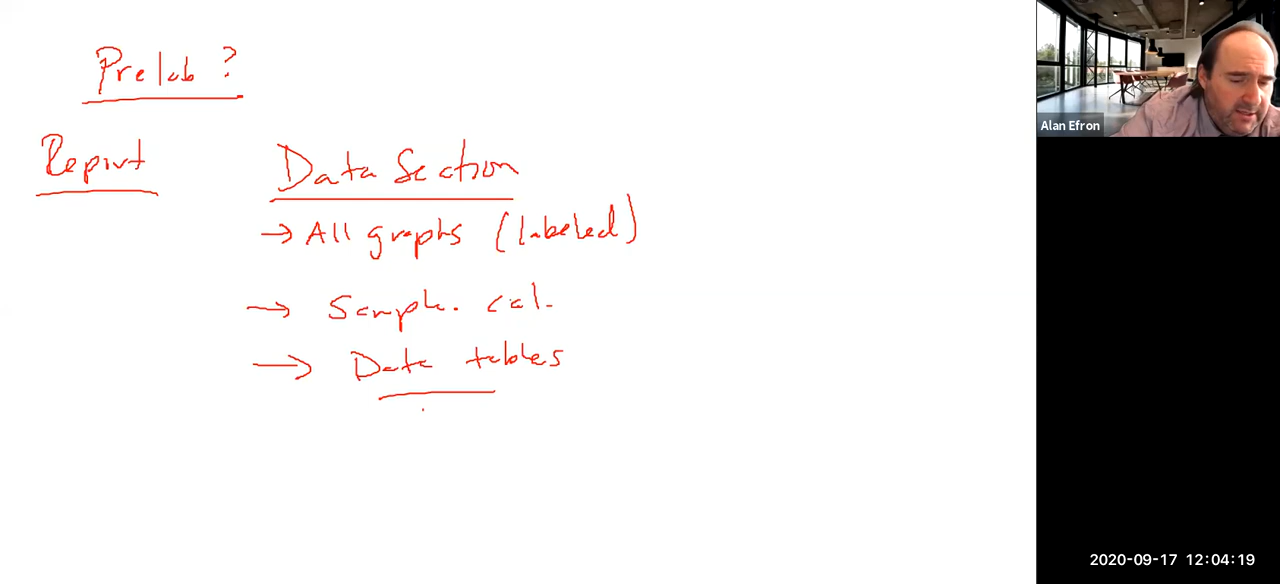 Prelab ?
Report
Data Section
→ All graphs (labeled)
→ Sample. cal.
→ Data tables
Alan Efron
2020-09-17 12:04:19